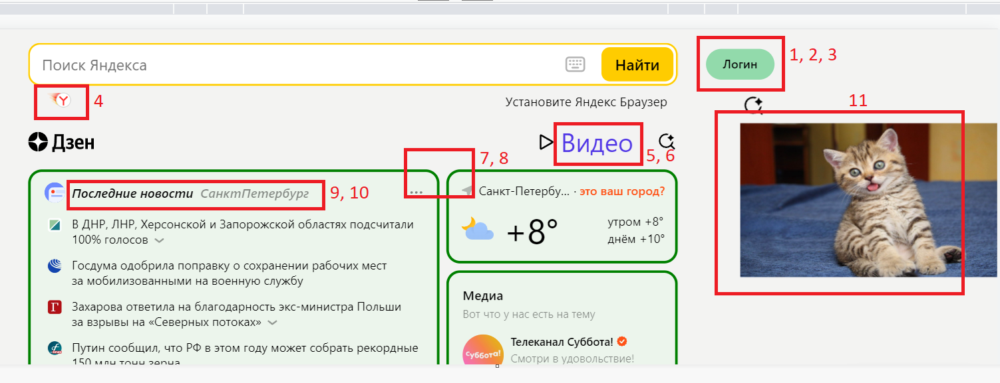 Поиск Яндекса
Найти
Логин
1, 2, 3
4
Установите Яндекс Браузер
11
Дзен
Видео
5, 6
7, 8
Последние новости СанктПетербург
9, 10
В ДНР, ЛНР, Херсонской и Запорожской областях подсчитали
100% голосов
Госдума одобрила поправку о сохранении рабочих мест
за мобилизованными на военную службу
Захарова ответила на благодарность экс-министра Польши
за взрывы на «Северных потоках»
Путин сообщил, что РФ в этом году может собрать рекордные
150 млн тонн зерна
Санкт-Петербу... · это ваш город?
+8°
утром +8°
днём +10°
Медиа
Вот что у нас есть на тему
суббота!
Телеканал Суббота!
Смотри в удовольствие!